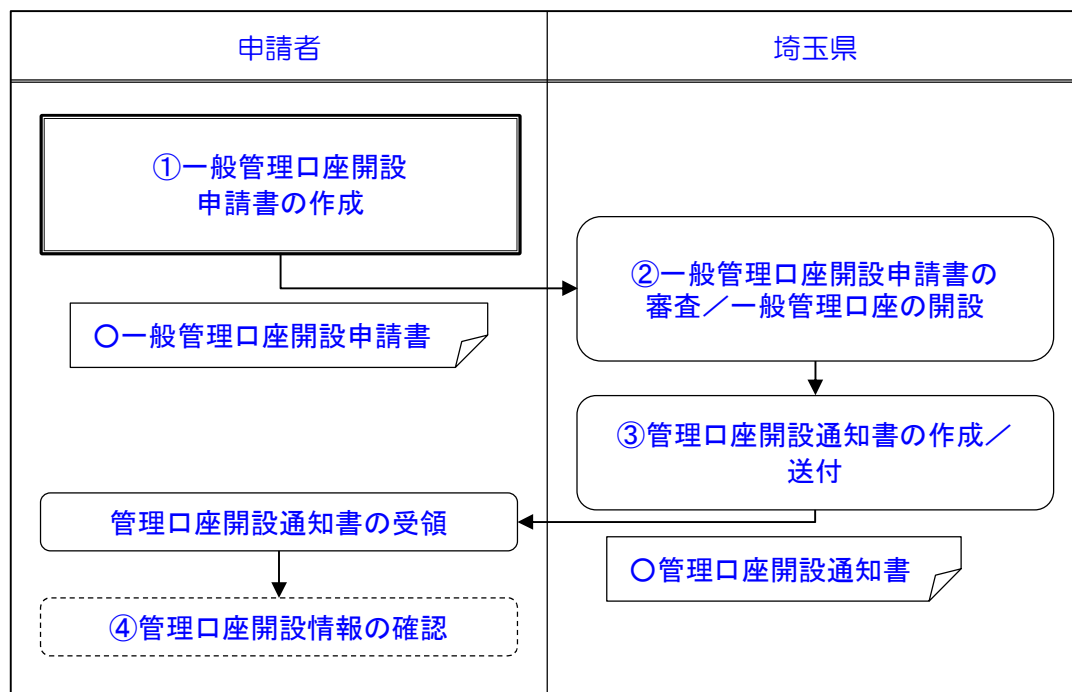 申請者
埼玉県
①一般管理口座開設
申請書の作成
②一般管理口座開設申請書の
審査／一般管理口座の開設
〇一般管理口座開設申請書
③管理口座開設通知書の作成／
送付
管理口座開設通知書の受領
〇管理口座開設通知書
④管理口座開設情報の確認